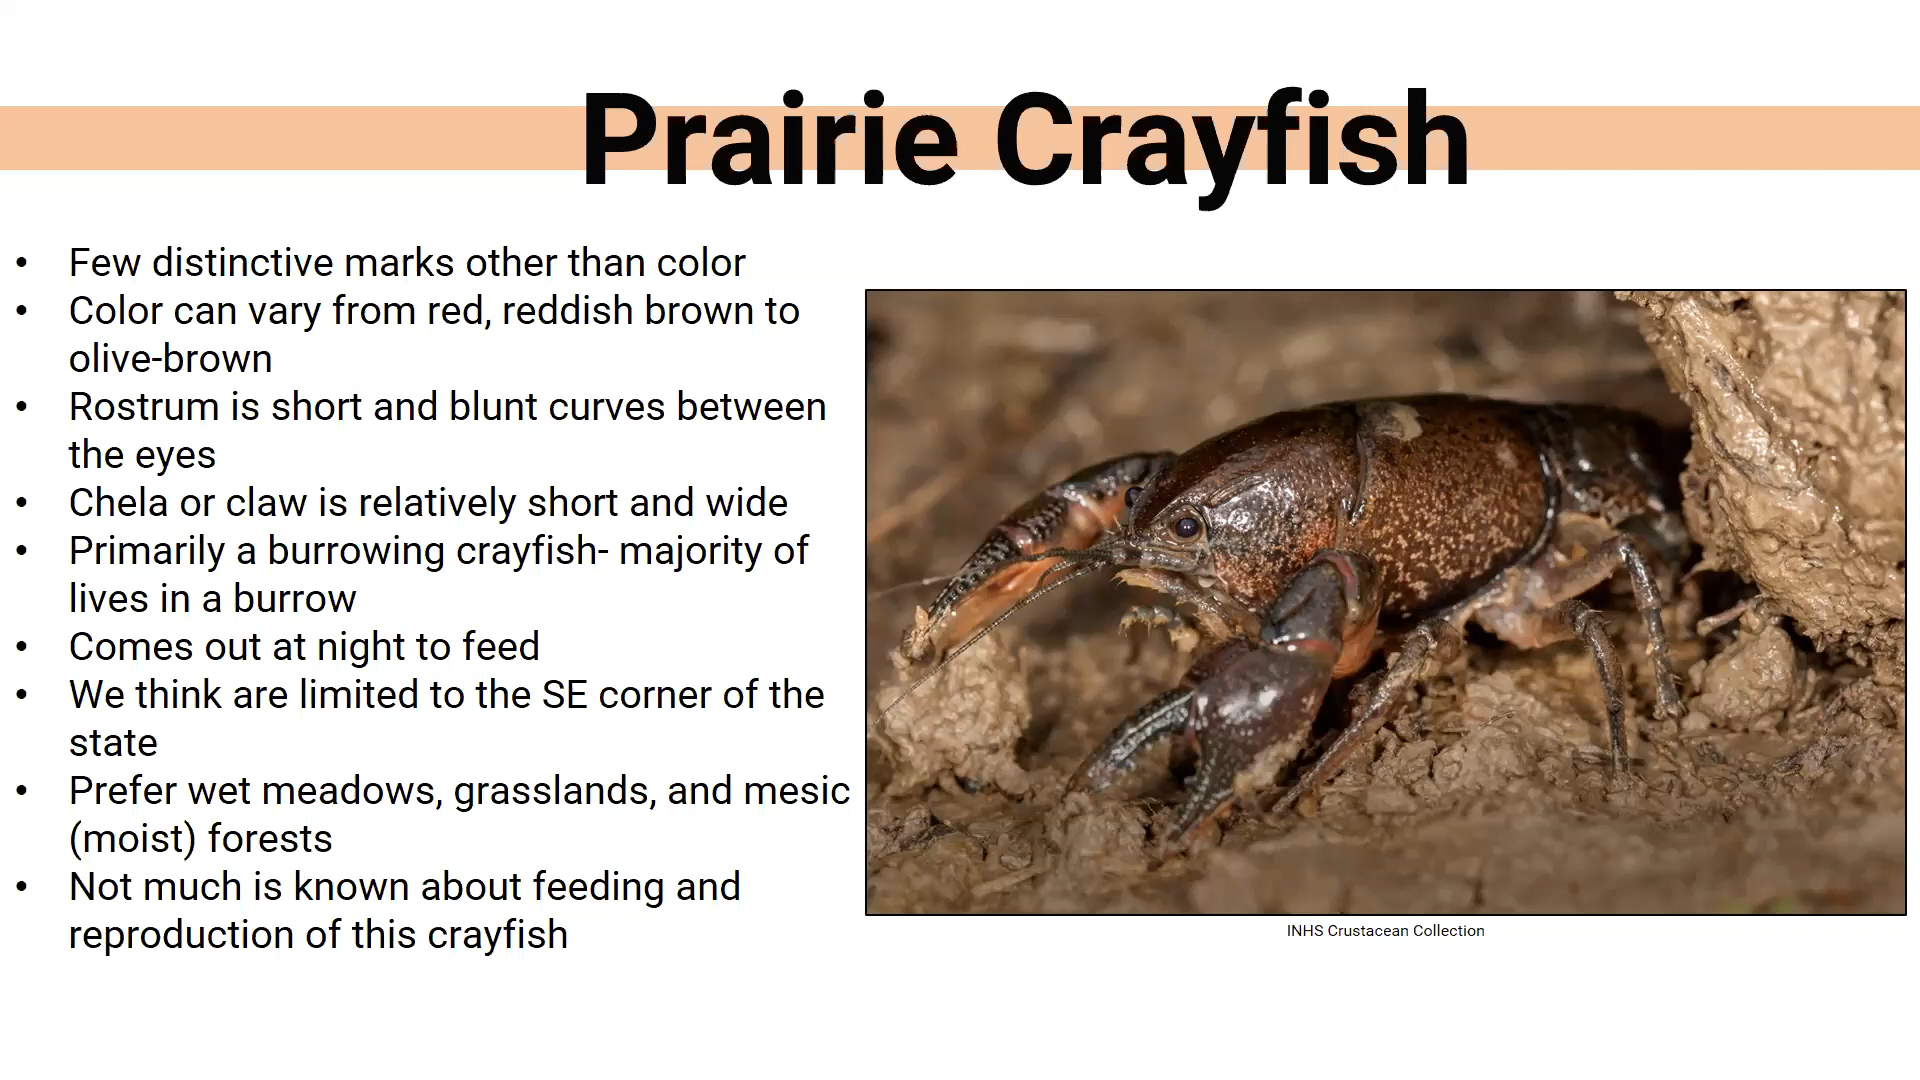 Prairie Crayfish
• Few distinctive marks other than color
• Color can vary from red, reddish brown to
olive-brown
• Rostrum is short and blunt curves between
the eyes
• Chela or claw is relatively short and wide
• Primarily a burrowing crayfish- majority of
lives in a burrow
• Comes out at night to feed
• We think are limited to the SE corner of the
state
• Prefer wet meadows, grasslands, and mesic
(moist) forests
• Not much is known about feeding and
reproduction of this crayfish
INHS Crustacean Collection